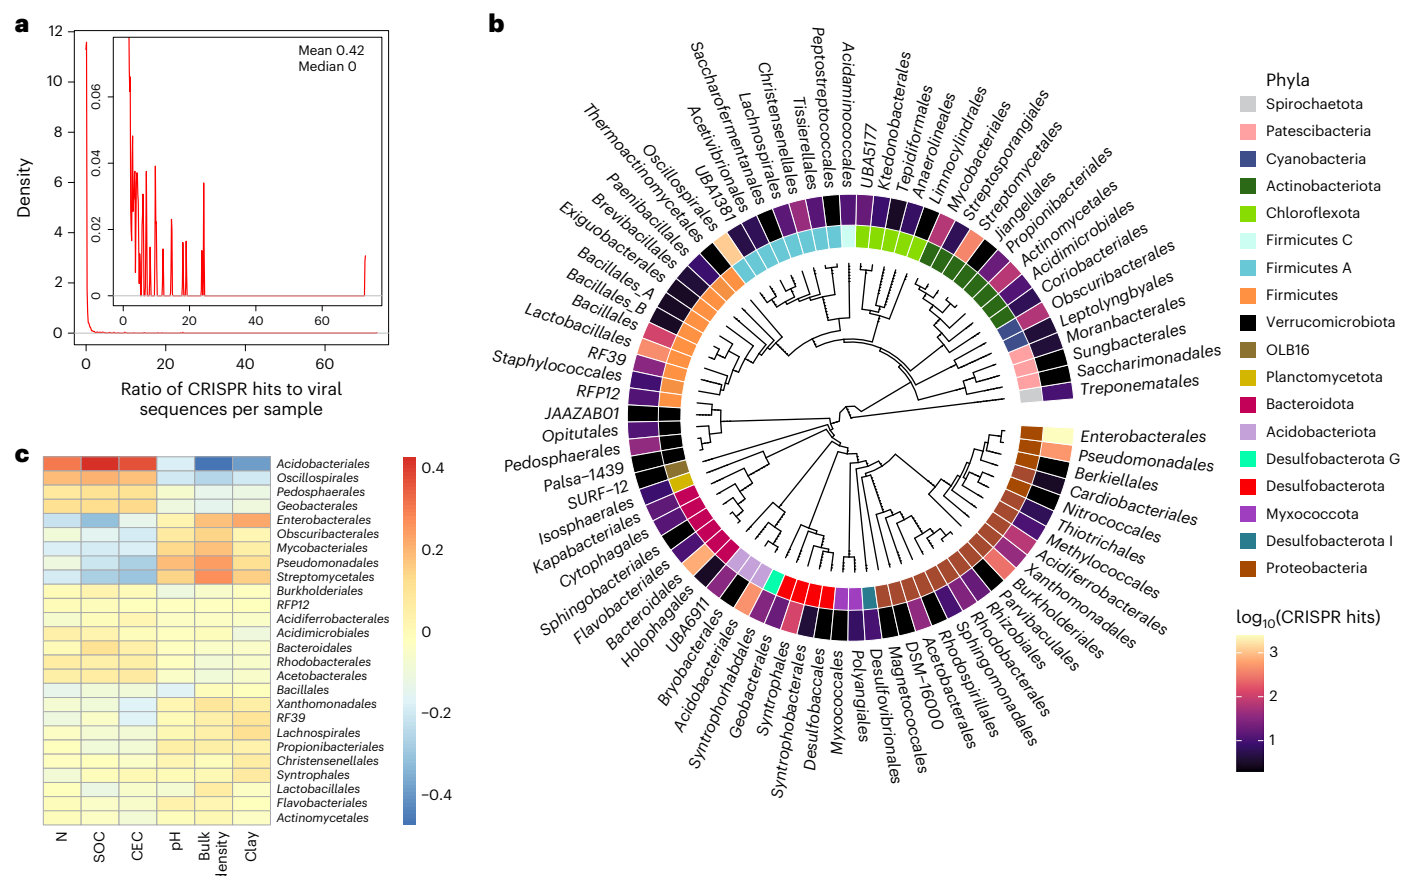 a
12
10
8
6
4
2
0
Density
0.06
0.04
0.02
0
Mean 0.42
Median 0
0
20
40
60
0
20
40
60
Ratio of CRISPR hits to viral
sequences per sample
b
Treponematales
Saccharimonadales
Sungbacterales
Moranbacterales
Leptolyngbyales
Obscuribacterales
Coriobacteriales
Acidimicrobiales
Actinomycetales
Propionibacteriales
Jiangellales
Streptomycetales
Streptosporangiales
Mycobacteriales
Limnocylindrales
Anaerolineales
Tepidiformales
Ktedonobacterales
UBA5177
Acidaminococcales
Peptostreptococcales
Tissierellales
Christensenellales
Lachnospirales
Saccharofermentanales
Acetivibrionales
UBA1381
Oscillospirales
Thermoactinomycetales
Paenibacillales
Brevibacillales
Exiguobacterales
Bacillales_A
Bacillales_B
Bacillales
Lactobacillales
RF39
Staphylococcales
RFP12
JAAZAB01
Opitutales
Pedosphaerales
Palsa-1439
SURF-12
Isosphaerales
Kapabacteriales
Cytophagales
Sphingobacteriales
Flavobacteriales
Bacteroidales
Holophagales
UBA6911
Bryobacterales
Acidobacteriales
Syntrophorhabdales
Geobacterales
Syntrophales
Syntrophobacterales
Desulfobaccales
Myxococcales
Polyangiales
Desulfovibrionales
Magnetococcales
DSM-16000
Acetobacterales
Rhodospirillales
Sphingomonadales
Rhodobacterales
Rhizobiales
Parvibaculales
Burkholderiales
Xanthomonadales
Acidiferrobacterales
Methylococcales
Thiotrichales
Nitrococcales
Cardiobacteriales
Berkiellales
Pseudomonadales
Enterobacterales
Phyla
Spirochaetota
Patescibacteria
Cyanobacteria
Actinobacteriota
Chloroflexota
Firmicutes C
Firmicutes A
Firmicutes
Verrucomicrobiota
OLB16
Planctomycetota
Bacteroidota
Acidobacteriota
Desulfobacterota G
Desulfobacterota
Myxococcota
Desulfobacterota I
Proteobacteria
log10(CRISPR hits)
3
2
1
c
Acidobacteriales
Oscillospirales
Pedosphaerales
Geobacterales
Enterobacterales
Obscuribacterales
Mycobacteriales
Pseudomonadales
Streptomycetales
Burkholderiales
RFP12
Acidiferrobacterales
Acidimicrobiales
Bacteroidales
Rhodobacterales
Acetobacterales
Bacillales
Xanthomonadales
RF39
Lachnospirales
Propionibacteriales
Christensenellales
Syntrophales
Lactobacillales
Flavobacteriales
Actinomycetales
N
SOC
CEC
pH
Bulk
density
Clay
0.4
0.2
0
−0.2
−0.4